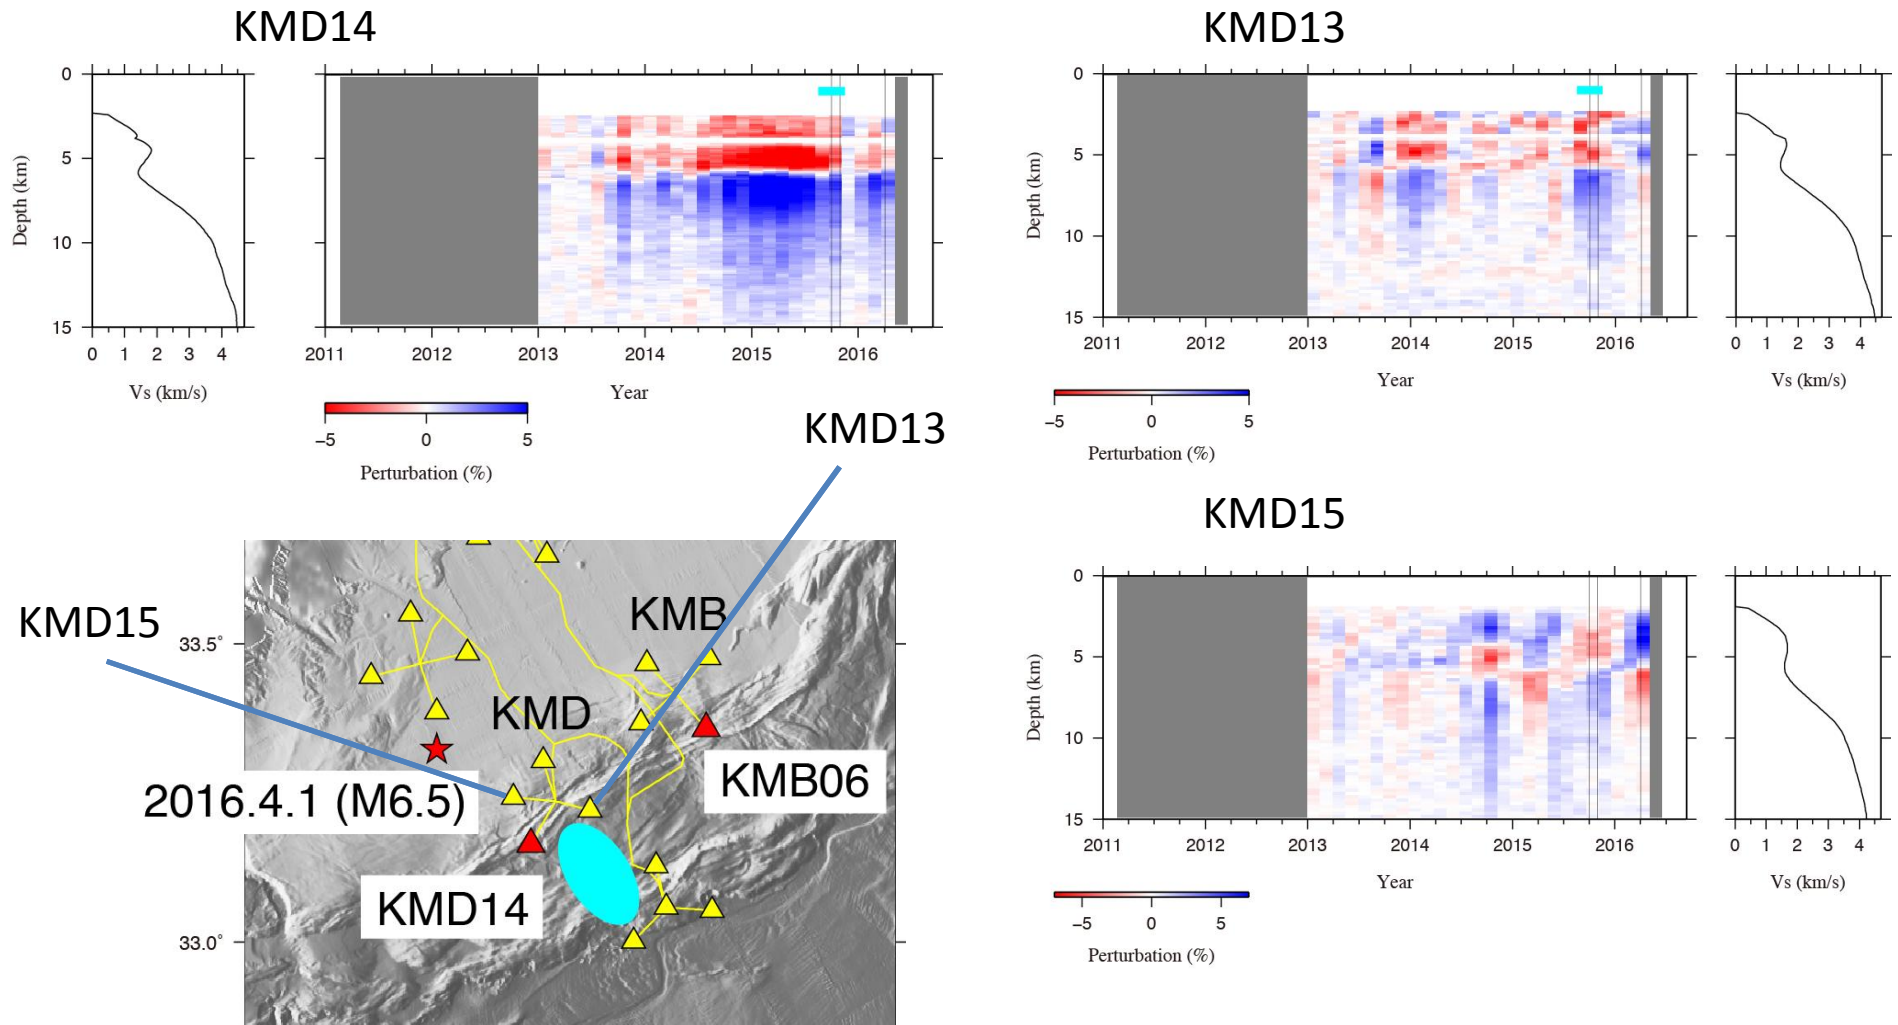 KMD14
0
5
10
15
Depth (km)
0 1 2 3 4
Vs (km/s)
2011 2012 2013 2014 2015 2016
Year
−5 0 5
Perturbation (%)
KMD13
0
5
10
15
Depth (km)
2011 2012 2013 2014 2015 2016
Year
0 1 2 3 4
Vs (km/s)
−5 0 5
Perturbation (%)
KMD13
KMD15
33.5°
33.0°
KMB
KMD
KMB06
2016.4.1 (M6.5)
KMD14
KMD15
0
5
10
15
Depth (km)
2011 2012 2013 2014 2015 2016
Year
0 1 2 3 4
Vs (km/s)
−5 0 5
Perturbation (%)